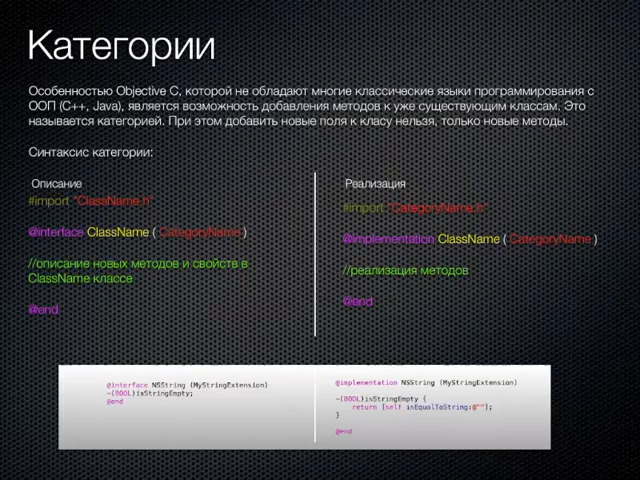 Категории
Особенностью Objective C, которой не обладают многие классические языки программирования с
ООП (C++, Java), является возможность добавления методов к уже существующим классам. Это
называется категорией. При этом добавить новые поля к класу нельзя, только новые методы.
Синтаксис категории:
Описание
#import "ClassName.h"
@interface ClassName ( CategoryName )
//описание новых методов и свойств в
ClassName классе
@end
Реализация
#import "CategoryName.h"
@implementation ClassName ( CategoryName )
//реализация методов
@end
@interface NSString (MyStringExtension)
-(BOOL)isStringEmpty;
@end
@implementation NSString (MyStringExtension)
-(BOOL)isStringEmpty {
return [self isEqualToString:@""];
}
@end